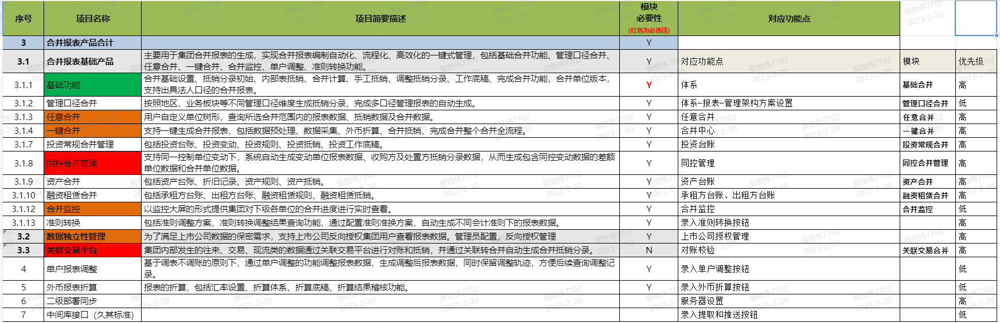 序号 项目名称 项目简要描述 模块 对应功能点
必要性
(红色为必选项)
3 合并报表产品合计 Y
3.1 合并报表基础产品 主要用于集团合并报表的生成，实现合并报表编制自动化、流程化、高效化的一键式管理，包括基础合并功能、管理口径合并、 Y 对应功能点 模块 优先级
任意合并、一键合并、合并监控、单户调整、准则转换功能。
3.1.1 基础功能 合并基础设置、抵销分录初始、内部表抵销、合并计算、手工抵销、调整抵销分录、工作底稿、完成合并功能，合并单位版本， Y 体系 基础合并 高
支持出具法人口径的合并报表。
3.1.2 管理口径合并 按照地区、业务板块等不同管理口径维度生成抵销分录，完成多口径管理报表的自动生成。 Y 体系-报表-管理架构方案设置 管理口径合并 低
3.1.3 任意合并 用户自定义单位树形，查询所选合并范围内的报表数据、抵销数据及合并数据。 Y 任意合并 任意合并 高
3.1.4 一键合并 支持一键生成合并报表，包括数据预处理、数据采集、外币折算、合并抵销、完成合并整个合并全流程。 Y 合并中心 一键合并 高
3.1.7 投资常规合并管理 包括投资台账、投资变动、投资规则、投资抵销、投资工作底稿。 Y 投资台账 投资常规合并 高
3.1.8 同控合并管理 支持同一控制单位变动下，系统自动生成变动单位报表数据、收购方及处置方抵销分录数据，从而生成包含同控变动数据的差额 Y 同控管理 同控合并管理 高
单位数据和合并单位数据。
3.1.9 资产合并 包括资产台账、折旧记录、资产规则、资产抵销。 Y 资产台账 资产合并 高
3.1.10 融资租赁合并 包括承租方台账、出租方台账、融资租赁规则、融资租赁抵销。 Y 承租方台账、出租方台账 融资租赁合并 高
3.1.12 合并监控 以监控大屏的形式提供集团对下级各单位的合并进度进行实时查看。 Y 合并监控 合并监控 低
3.1.13 准则转换 包括准则调整方案、准则转换调整结果查询功能，通过配置准则准换方案，自动生成不同会计准则下的报表数据。 Y 录入准则转换按钮 高
3.2 数据独立性管理 为了满足上市公司数据的保密需求，支持上市公司反向授权集团用户查看报表数据。管理员配置，反向授权管理 Y 上市公司授权管理 高
3.3 关联交易平台 集团内部发生的往来、交易、现流类的数据通过关联交易平台进行对账和抵销，并通过关联转合并自动生成合并抵销分录。 N 对账校验 关联交易合并 高
4 单户报表调整 基于调表不调账的原则下，通过单户调整的功能调整报表数据，生成调整后报表数据，同时保留调整轨迹，方便后续查询调整记 Y 录入单户调整按钮 低
录。
5 外币报表折算 报表的折算，包括汇率设置、折算体系、折算底稿、折算结果稽核功能。 Y 录入外币折算按钮 低
6 二级部署同步 服务器设置 高
7 中间库接口（久其标准） 录入提取和推送按钮 低
曾胜伟7702
2023-2-20